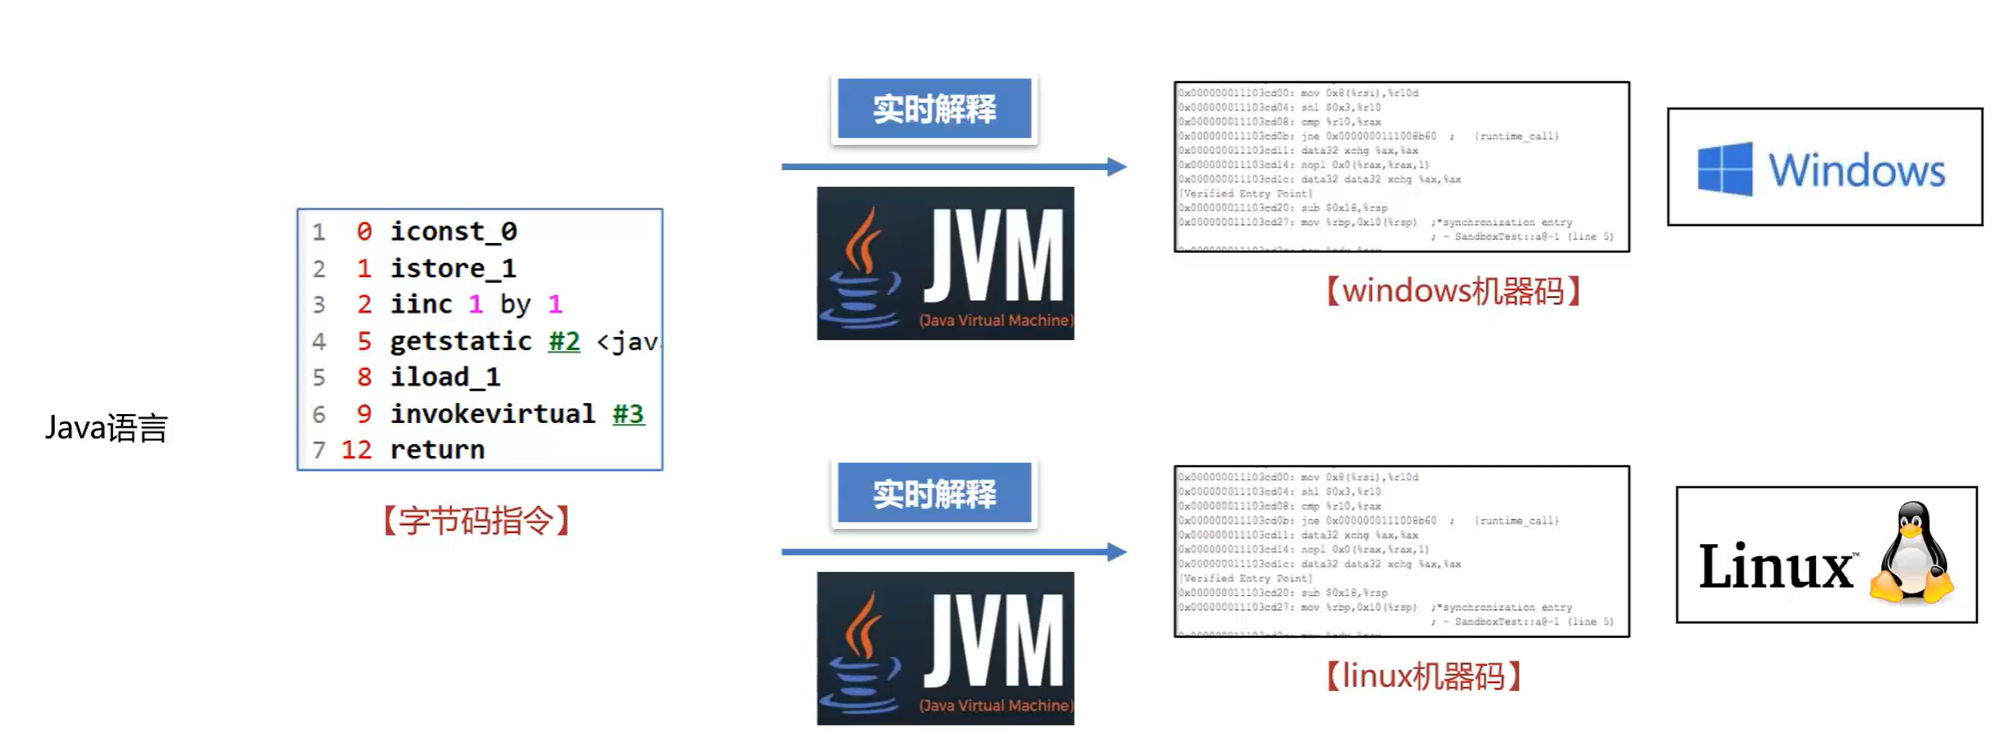 Java语言
1 0 iconst_0
2 1 istore_1
3 2 iinc 1 by 1
4 5 getstatic #2 <jav
5 8 iload_1
6 9 invokevirtual #3
7 12 return
【字节码指令】
实时解释
JVM
(Java Virtual Machine)
0x000000011103cd00: mov 0x8(%rsi),%r10d
0x000000011103cd04: shl $0x3,%r10
0x000000011103cd08: cmp %r10,%rax
0x000000011103cd0b: jne 0x0000000111008b60 ; {runtime_call}
0x000000011103cd11: data32 xchg %ax,%ax
0x000000011103cd14: nopl 0x0(%rax,%rax,1)
0x000000011103cd1c: data32 data32 xchg %ax,%ax
[Verified Entry Point]
0x000000011103cd20: sub $0x18,%rsp
0x000000011103cd27: mov %rbp,0x10(%rsp) ;*synchronization entry
; - SandboxTest::a@-1 (line 5)
【windows机器码】
Windows
实时解释
JVM
(Java Virtual Machine)
0x000000011103cd00: mov 0x8(%rsi),%r10d
0x000000011103cd04: shl $0x3,%r10
0x000000011103cd08: cmp %r10,%rax
0x000000011103cd0b: jne 0x0000000111008b60 ; {runtime_call}
0x000000011103cd11: data32 xchg %ax,%ax
0x000000011103cd14: nopl 0x0(%rax,%rax,1)
0x000000011103cd1c: data32 data32 xchg %ax,%ax
[Verified Entry Point]
0x000000011103cd20: sub $0x18,%rsp
0x000000011103cd27: mov %rbp,0x10(%rsp) ;*synchronization entry
; - SandboxTest::a@-1 (line 5)
【linux机器码】
Linux™